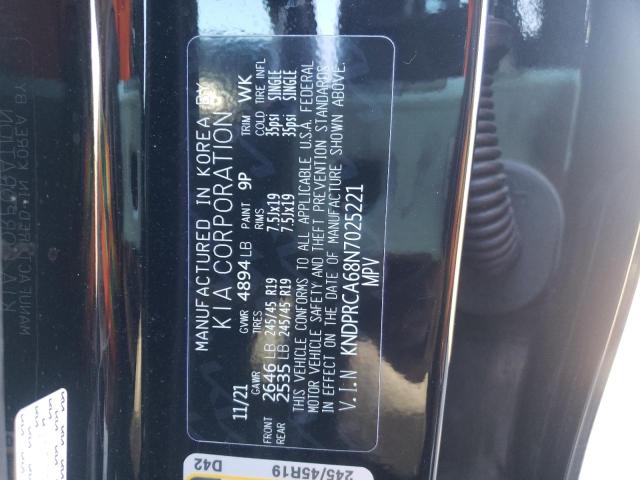 MANUFACTURED IN KOREA BY
KIA CORPORATION
11/21 GVWR 4894 LB PAINT 9P TRIM WK
GAWR TIRES RIMS COLD TIRE INFL
FRONT 2646 LB 245/45 R19 7.5Jx19 35psi SINGLE
REAR 2535 LB 245/45 R19 7.5Jx19 35psi SINGLE
THIS VEHICLE CONFORMS TO ALL APPLICABLE U.S.A. FEDERAL
MOTOR VEHICLE SAFETY AND THEFT PREVENTION STANDARDS
IN EFFECT ON THE DATE OF MANUFACTURE SHOWN ABOVE.
V.I.N KNDPRCA68N7025221
MPV
D42
245/45R19